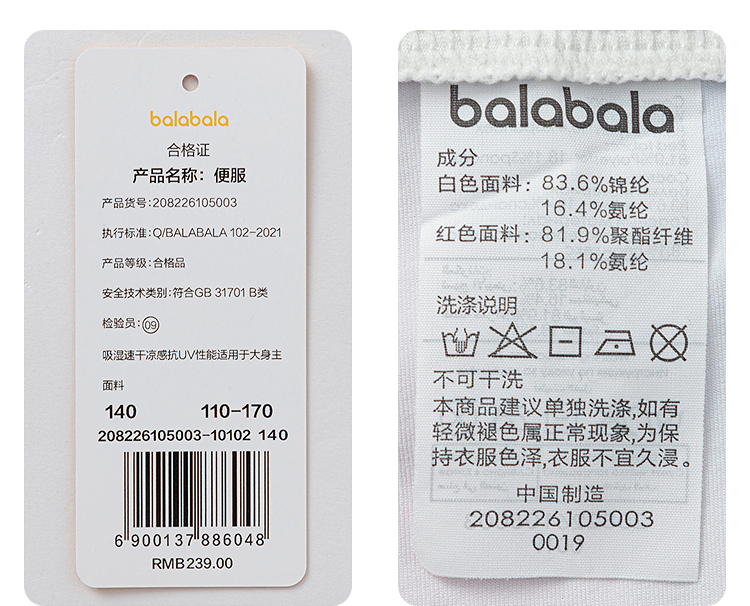 balabala
合格证
产品名称：便服
产品货号:208226105003
执行标准:Q/BALABALA 102-2021
产品等级:合格品
安全技术类别:符合GB 31701 B类
检验员:09
吸湿速干凉感抗UV性能适用于大身主
面料
140 110-170
208226105003-10102 140
6 900137 886048
RMB239.00
balabala
成分
白色面料：83.6%锦纶
16.4%氨纶
红色面料：81.9%聚酯纤维
18.1%氨纶
洗涤说明
不可干洗
本商品建议单独洗涤,如有
轻微褪色属正常现象,为保
持衣服色泽,衣服不宜久浸。
中国制造
208226105003
0019